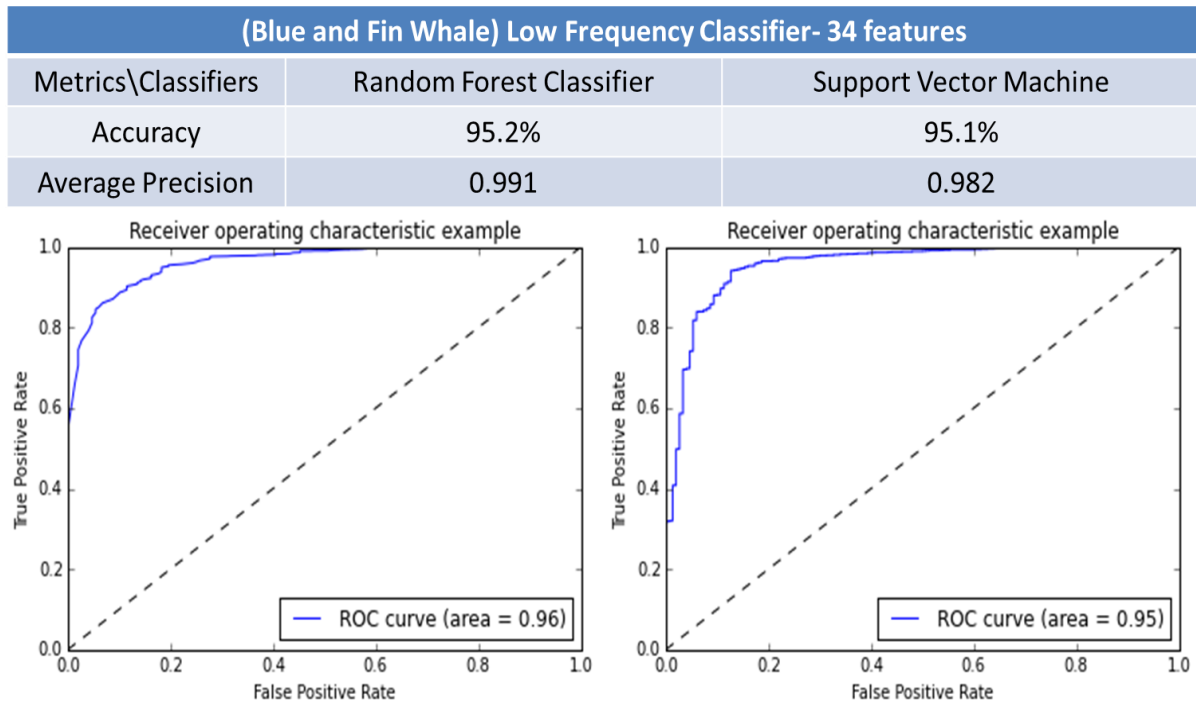 (Blue and Fin Whale) Low Frequency Classifier- 34 features
Metrics\Classifiers Random Forest Classifier Support Vector Machine
Accuracy 95.2% 95.1%
Average Precision 0.991 0.982
Receiver operating characteristic example
1.0
0.8
0.6
0.4
0.2
0.0
True Positive Rate
ROC curve (area = 0.96)
0.0 0.2 0.4 0.6 0.8 1.0
False Positive Rate
Receiver operating characteristic example
1.0
0.8
0.6
0.4
0.2
0.0
True Positive Rate
ROC curve (area = 0.95)
0.0 0.2 0.4 0.6 0.8 1.0
False Positive Rate